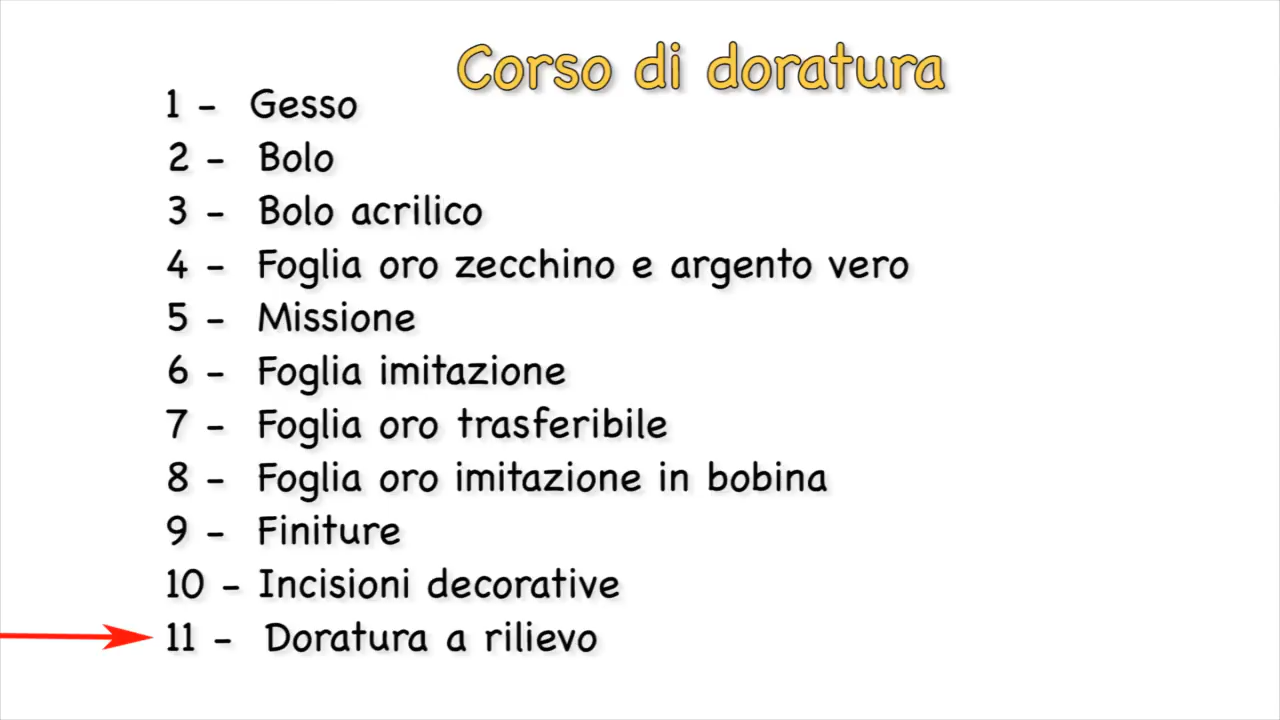 Corso di doratura
1 - Gesso
2 - Bolo
3 - Bolo acrilico
4 - Foglia oro zecchino e argento vero
5 - Missione
6 - Foglia imitazione
7 - Foglia oro trasferibile
8 - Foglia oro imitazione in bobina
9 - Finiture
10 - Incisioni decorative
11 - Doratura a rilievo